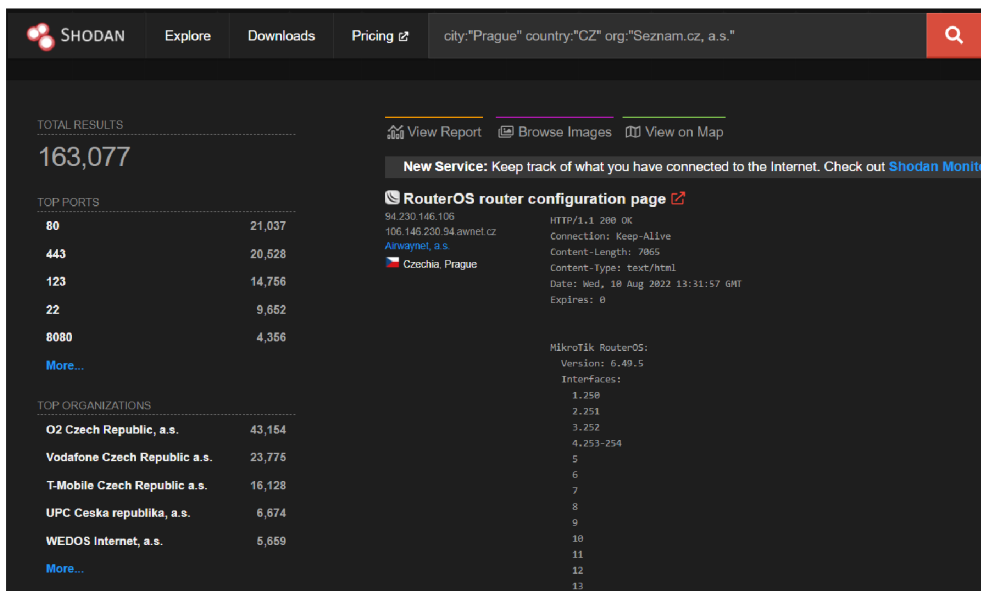 SHODAN Explore Downloads Pricing city:"Prague" country:"CZ" org:"Seznam.cz, a.s."
TOTAL RESULTS
163,077
TOP PORTS
80 21,037
443 20,528
123 14,756
22 9,652
8080 4,356
More...
TOP ORGANIZATIONS
O2 Czech Republic, a.s. 43,154
Vodafone Czech Republic a.s. 23,775
T-Mobile Czech Republic a.s. 16,128
UPC Ceska republika, a.s. 6,674
WEDOS Internet, a.s. 5,659
More...
View Report Browse Images View on Map
New Service: Keep track of what you have connected to the Internet. Check out Shodan Monit
RouterOS router configuration page
94.230.146.106
106.146.230.94.awnet.cz
Airwaynet, a.s.
Czechia, Prague
HTTP/1.1 200 OK
Connection: Keep-Alive
Content-Length: 7065
Content-Type: text/html
Date: Wed, 10 Aug 2022 13:31:57 GMT
Expires: 0
MikroTik RouterOS:
Version: 6.49.5
Interfaces:
1.250
2.251
3.252
4.253-254
5
6
7
8
9
10
11
12
13